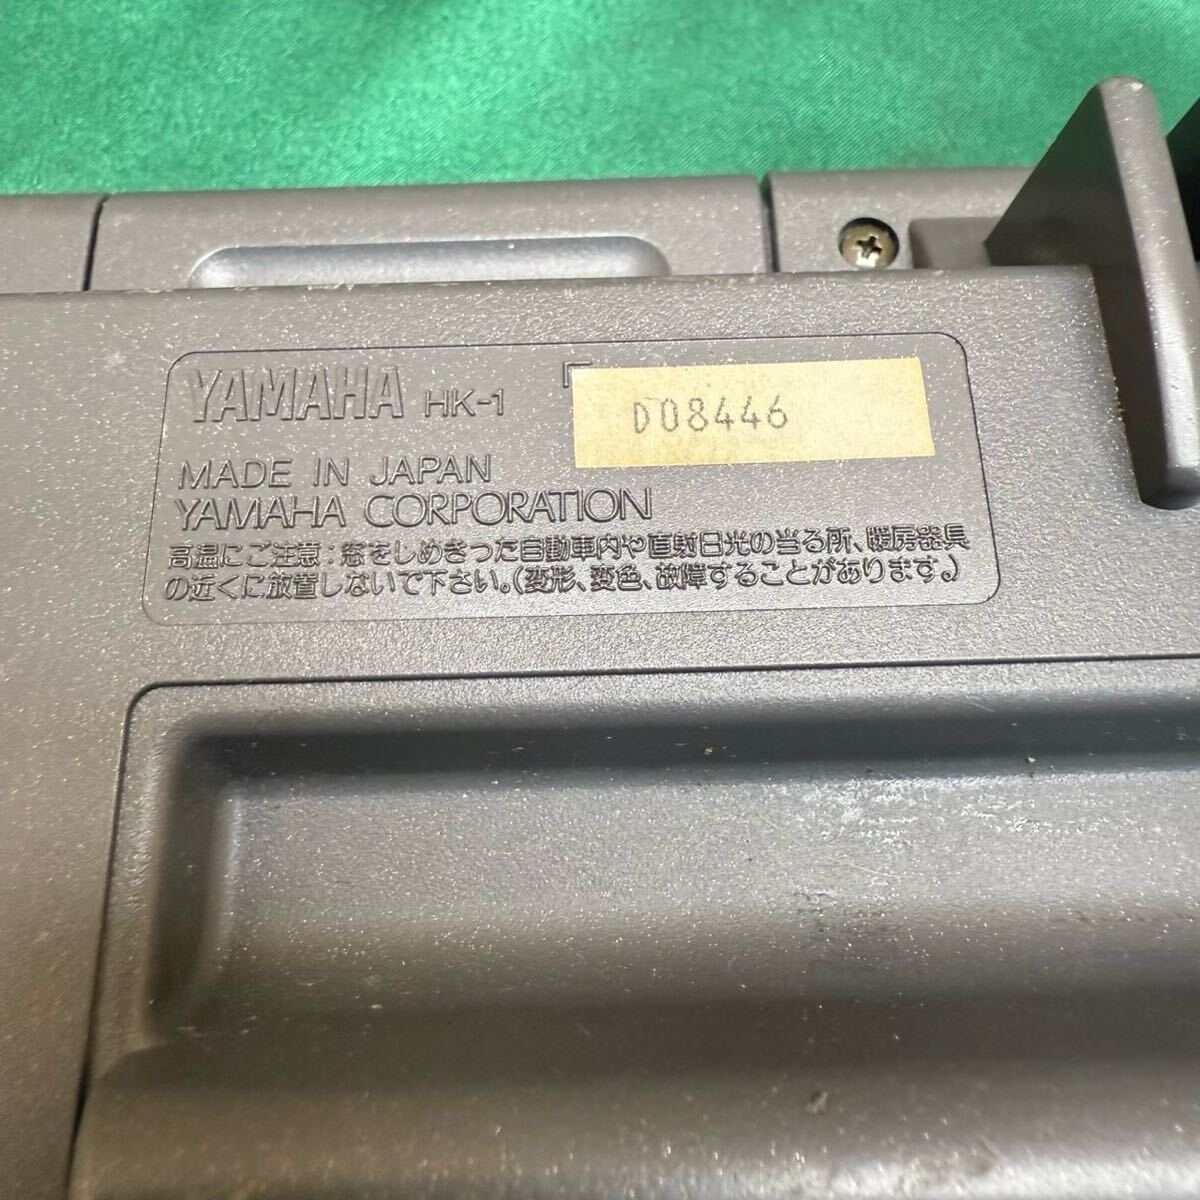 YAMAHA HK-1
D08446
MADE IN JAPAN
YAMAHA CORPORATION
高温にご注意:窓をしめきった自動車内や直射日光の当る所、暖房器具
の近くに放置しないで下さい。(変形、変色、故障することがあります。)